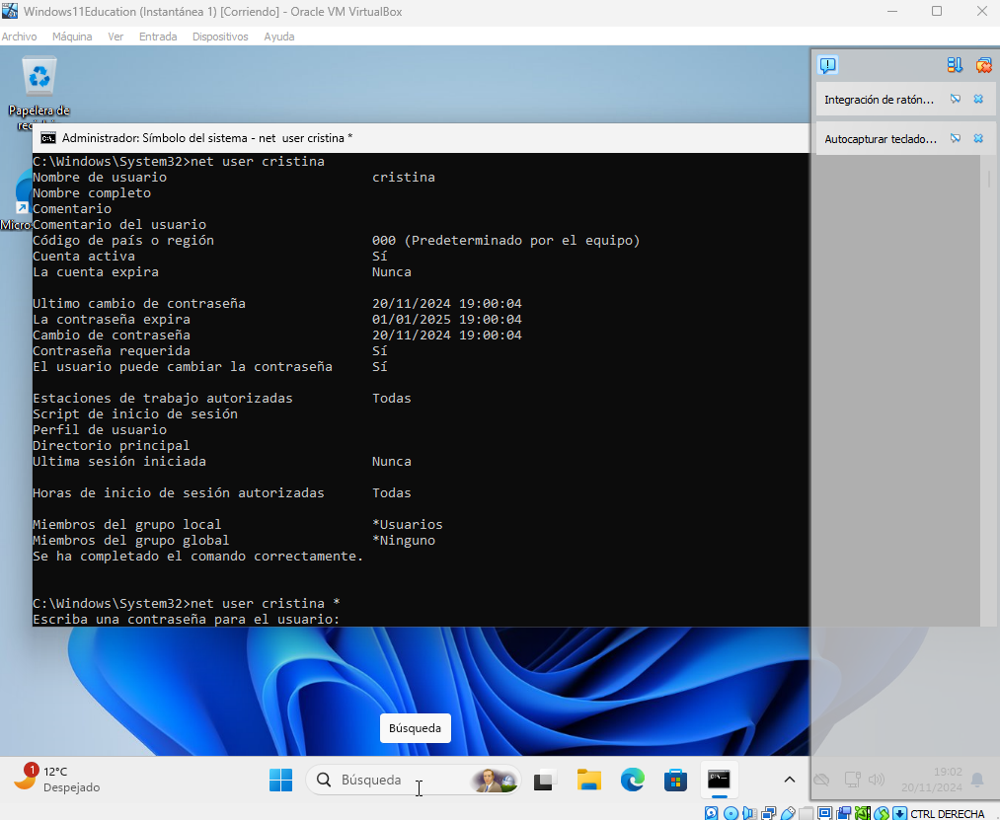 Windows11Education (Instantánea 1) [Corriendo] - Oracle VM VirtualBox
Archivo Máquina Ver Entrada Dispositivos Ayuda
Papelera de
Integración de ratón...
Autocapturar teclado...
Administrador: Símbolo del sistema - net user cristina *
C:\Windows\System32>net user cristina
Nombre de usuario cristina
Nombre completo
Comentario
Comentario del usuario
Código de país o región 000 (Predeterminado por el equipo)
Cuenta activa Sí
La cuenta expira Nunca
Ultimo cambio de contraseña 20/11/2024 19:00:04
La contraseña expira 01/01/2025 19:00:04
Cambio de contraseña 20/11/2024 19:00:04
Contraseña requerida Sí
El usuario puede cambiar la contraseña Sí
Estaciones de trabajo autorizadas Todas
Script de inicio de sesión
Perfil de usuario
Directorio principal
Ultima sesión iniciada Nunca
Horas de inicio de sesión autorizadas Todas
Miembros del grupo local *Usuarios
Miembros del grupo global *Ninguno
Se ha completado el comando correctamente.
C:\Windows\System32>net user cristina *
Escriba una contraseña para el usuario:
Búsqueda
1
12°C
Despejado
Búsqueda
19:02
20/11/2024
CTRL DERECHA